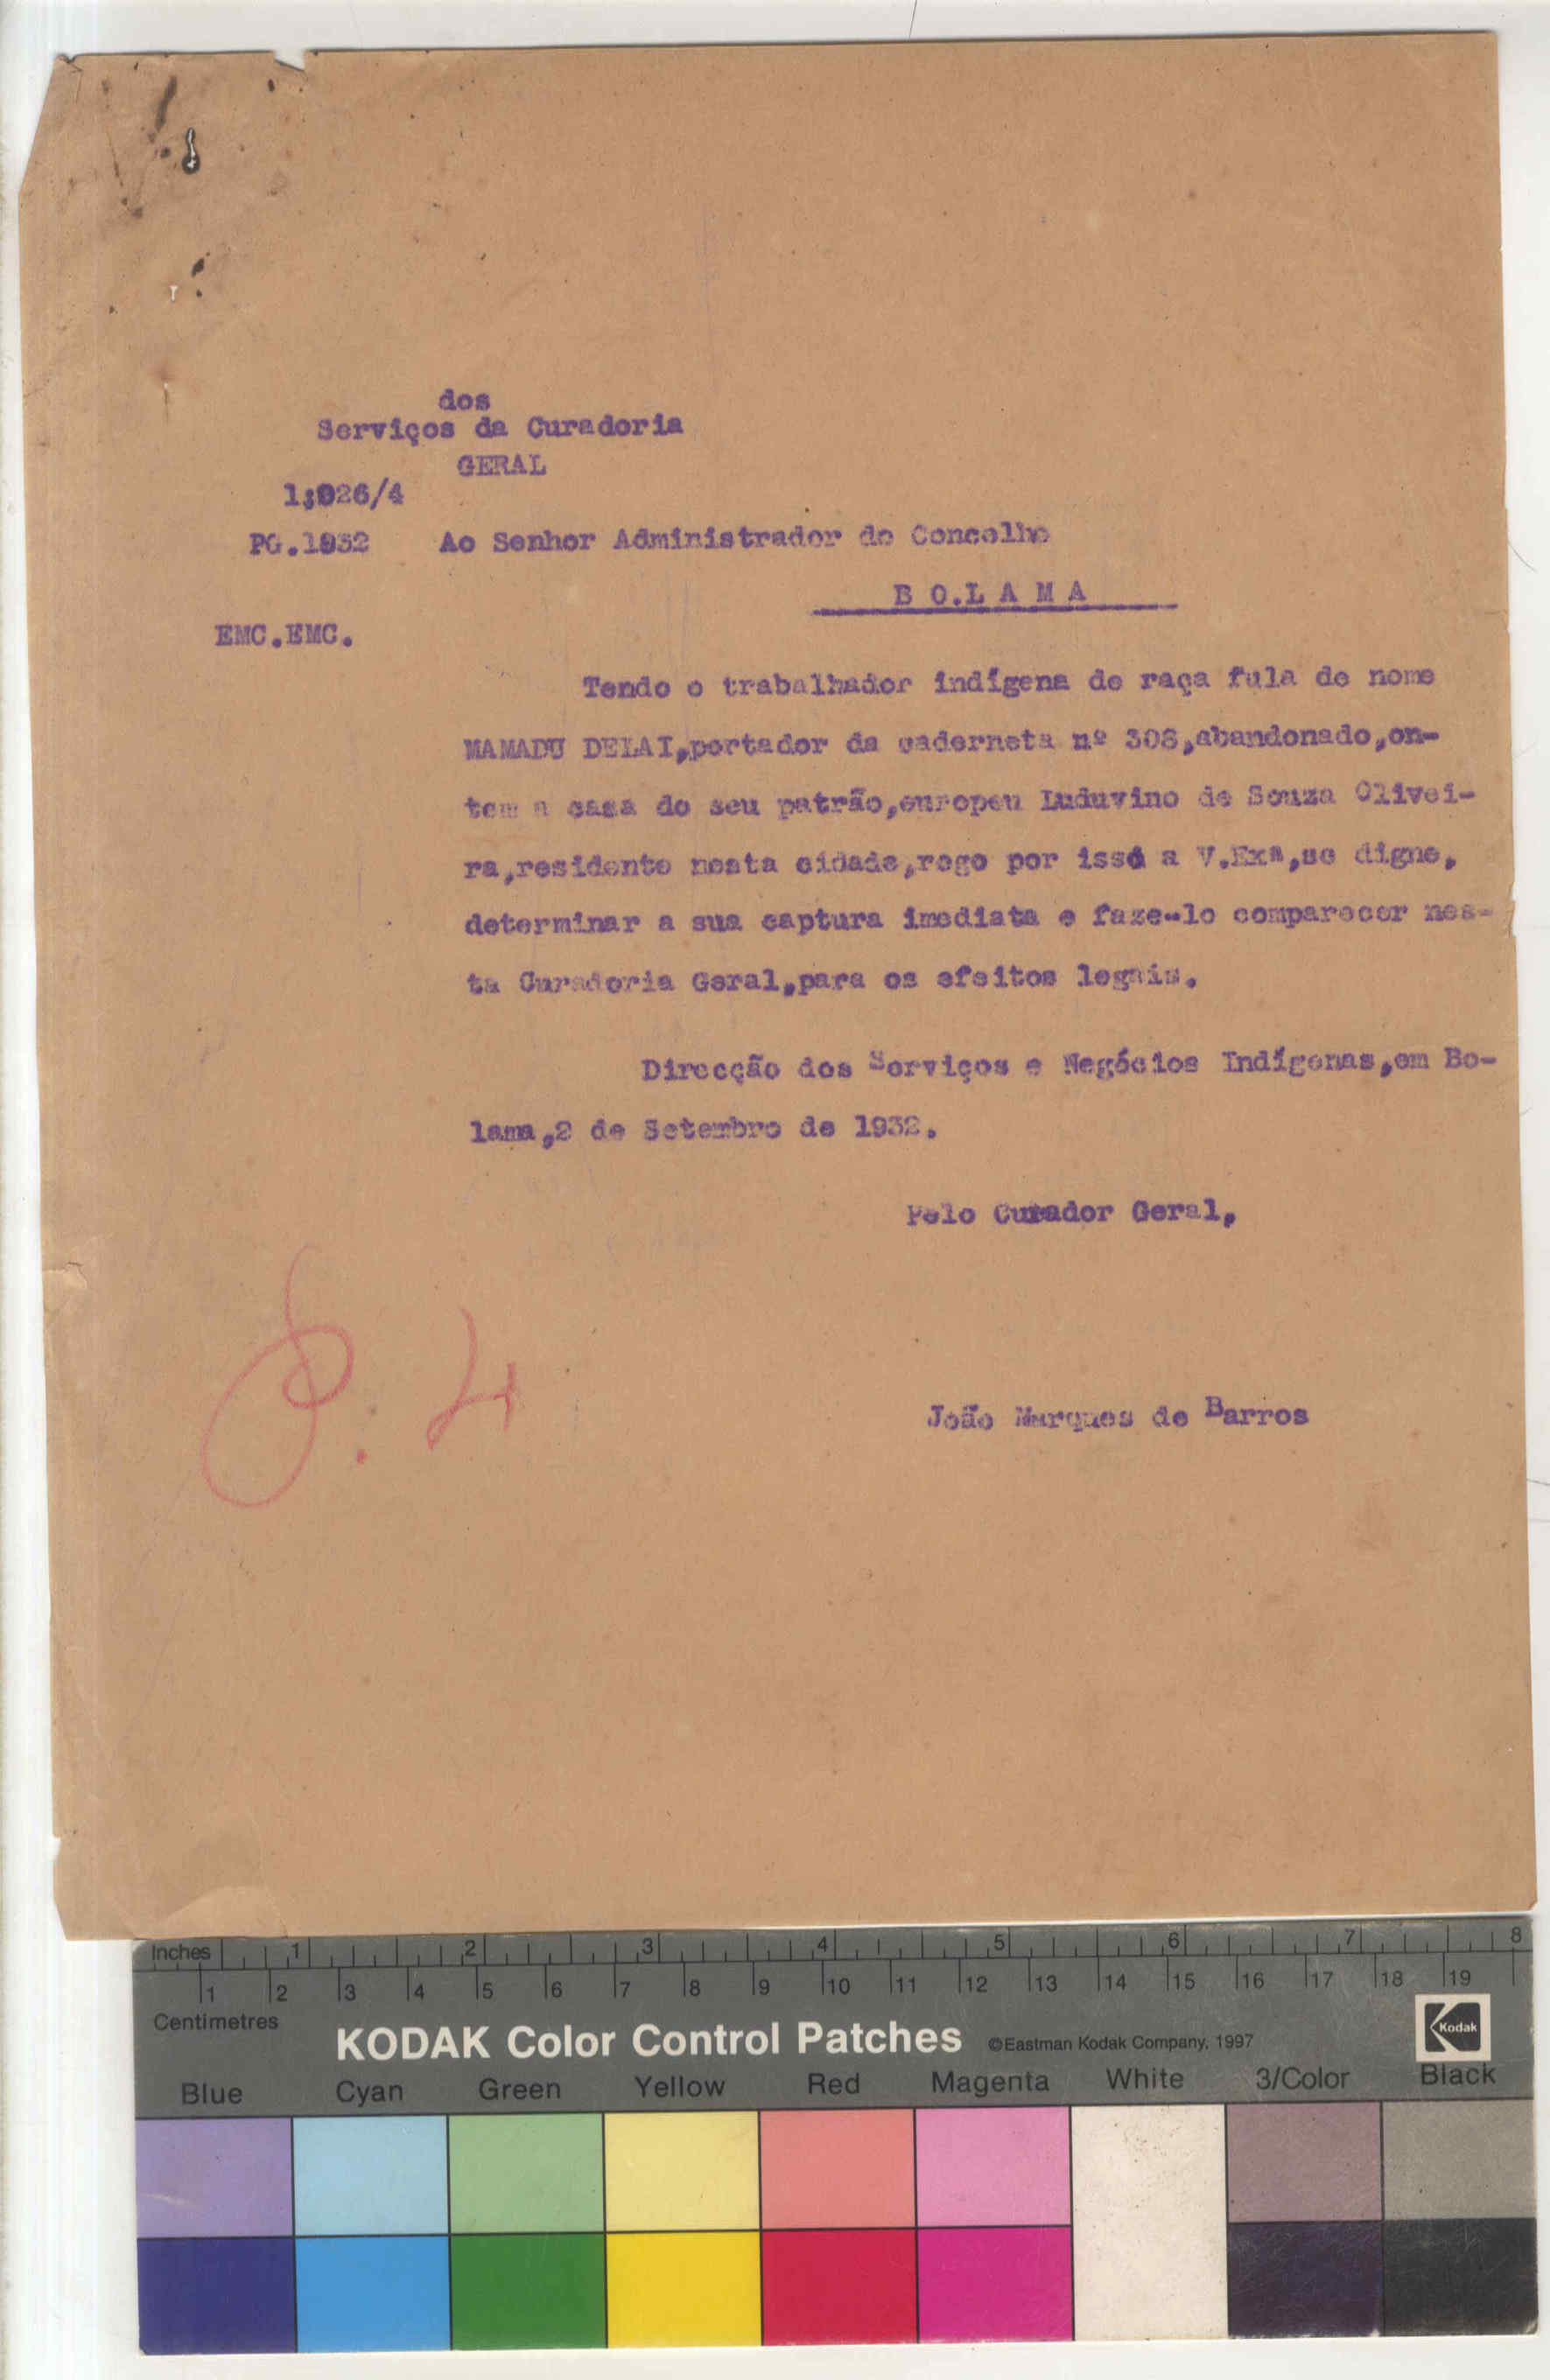 dos
Serviços da Curadoria
GERAL
1;026/4
PG.1932 Ao Senhor Administrador do Concelho
B O.L A M A
EMC.EMC.
Tendo o trabalhador indígena de raça fula de nome
MAMADU DELAI,portador da caderneta nº 308,abandonado,on-
tem a casa do seu patrão,europeu Luduvino de Souza Olivei-
ra,residente nesta cidade,rogo por isso a V.Exª,se digne,
determinar a sua captura imediata e faze-lo comparecer nes-
ta Curadoria Geral,para os efeitos legais.
Direcção dos Serviços e Negócios Indígenas,em Bo-
lama,2 de Setembro de 1932.
Pelo Curador Geral,
João Marques de Barros
Inches 1 2 3 4 5 6 7 8
1 2 3 4 5 6 7 8 9 10 11 12 13 14 15 16 17 18 19
Centimetres
KODAK Color Control Patches ©Eastman Kodak Company, 1997 Kodak
Blue Cyan Green Yellow Red Magenta White 3/Color Black